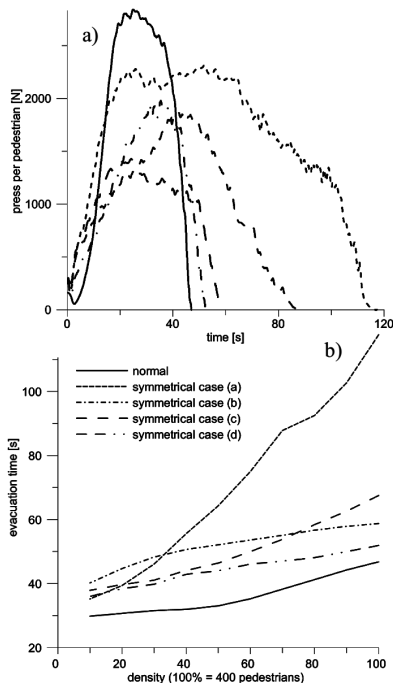 a)
press per pedestrian [N]
2000
1000
0
0
40
80
120
time [s]
b)
normal
symmetrical case (a)
symmetrical case (b)
symmetrical case (c)
symmetrical case (d)
evacuation time [s]
100
80
60
40
20
0
20
40
60
80
100
density (100% = 400 pedestrians)